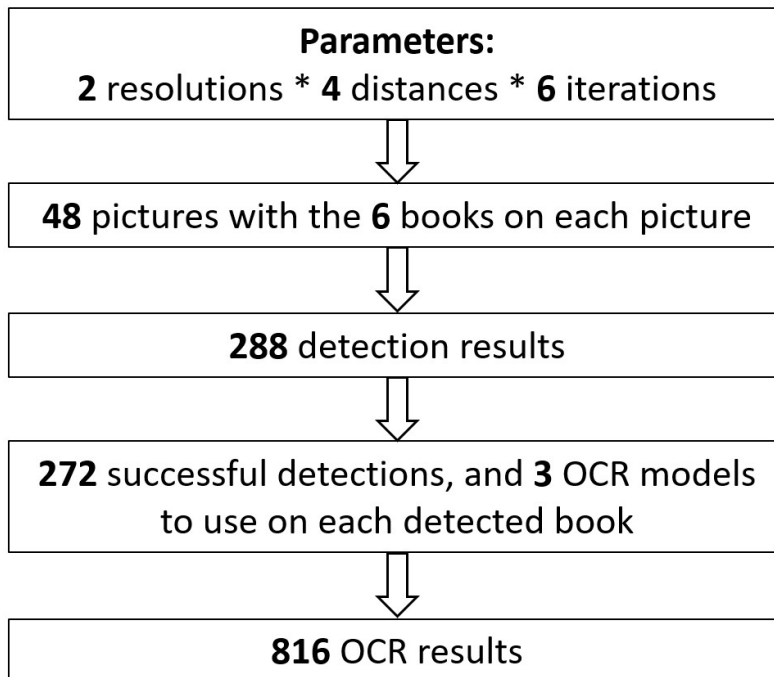 Parameters:
2 resolutions * 4 distances * 6 iterations
48 pictures with the 6 books on each picture
288 detection results
272 successful detections, and 3 OCR models
to use on each detected book
816 OCR results